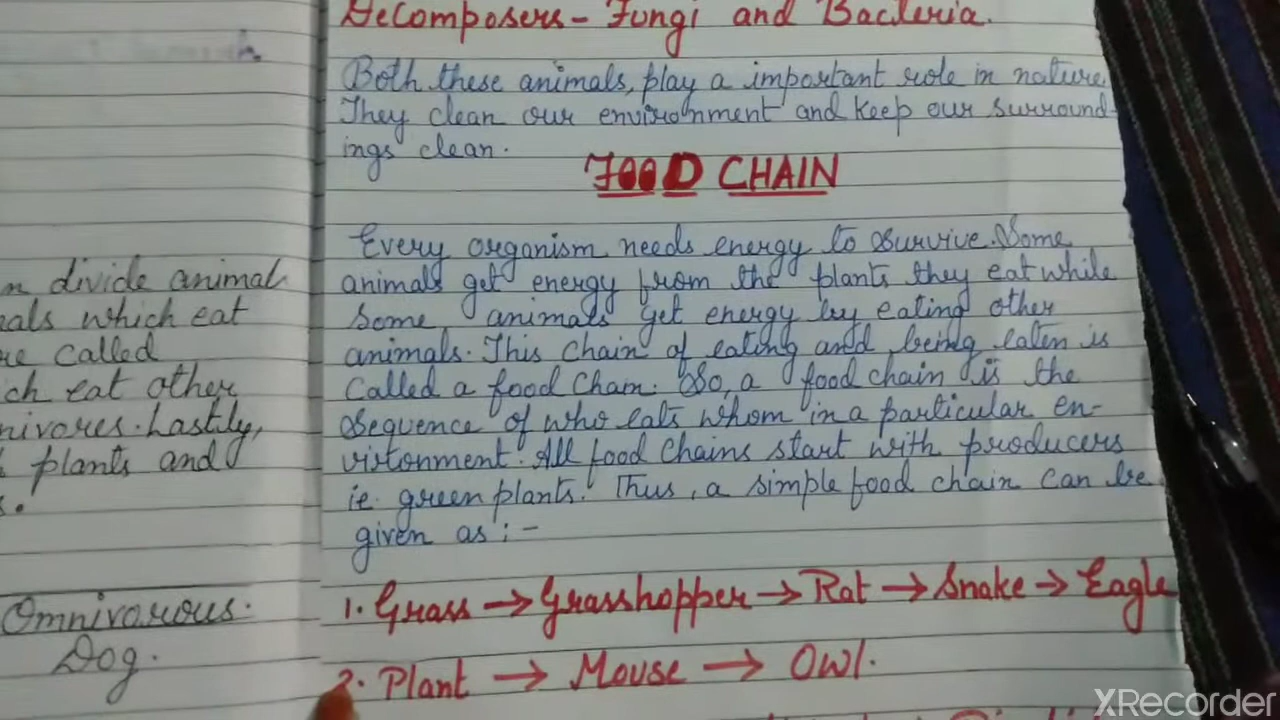 Decomposers - Fungi and Bacteria.
Both these animals, play a important role in nature.
They clean our environment and keep our surround-
ings clean.
FOOD CHAIN
Every organism needs energy to survive. Some
animals get energy from the plants they eat while
some animals get energy by eating other
animals. This chain of eating and being eaten is
called a food chain. So, a food chain is the
sequence of who eats whom in a particular en-
vironment. All food chains start with producers
ie. green plants. Thus, a simple food chain can be
given as :-
1. Grass → Grasshopper → Rat → Snake → Eagle
2. Plant → Mouse → Owl.
divide animal
which eat
called
eat other
Lastly,
plants and
Omnivorous.
Dog.
XRecorder